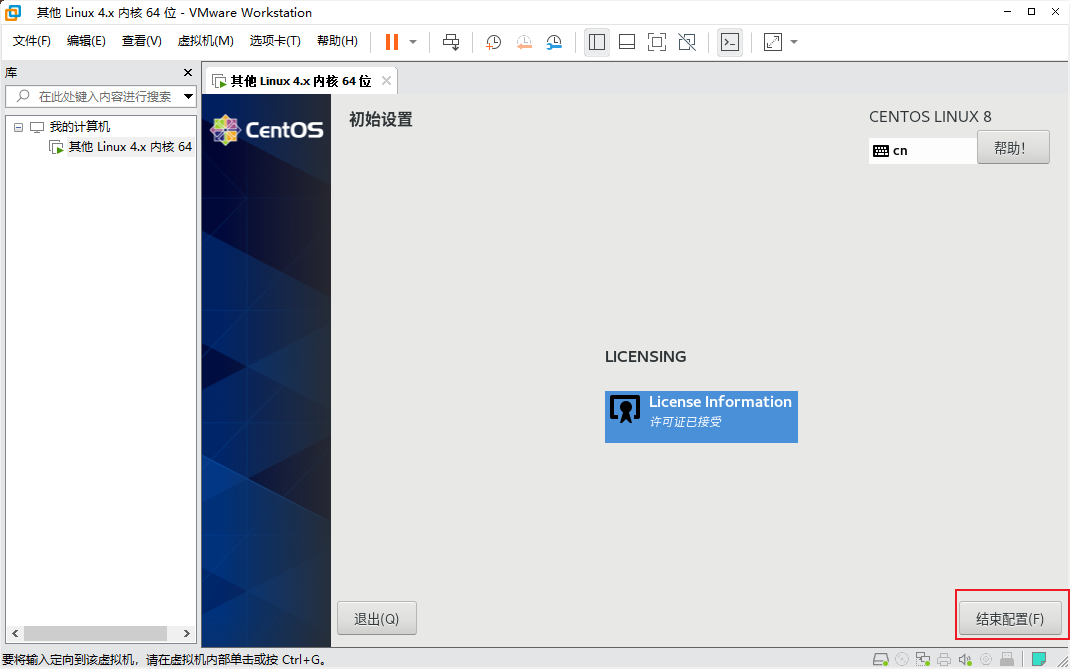 其他 Linux 4.x 内核 64 位 - VMware Workstation
文件(F) 编辑(E) 查看(V) 虚拟机(M) 选项卡(T) 帮助(H)
库
在此处键入内容进行搜索
我的计算机
其他 Linux 4.x 内核 64
其他 Linux 4.x 内核 64 位
CentOS
初始设置
CENTOS LINUX 8
cn
帮助!
LICENSING
License Information
许可证已接受
退出(Q)
结束配置(F)
要将输入定向到该虚拟机，请在虚拟机内部单击或按 Ctrl+G。